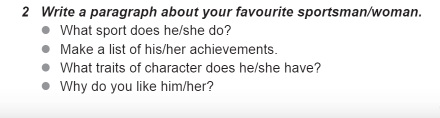 2 Write a paragraph about your favourite sportsman/woman.
● What sport does he/she do?
● Make a list of his/her achievements.
● What traits of character does he/she have?
● Why do you like him/her?